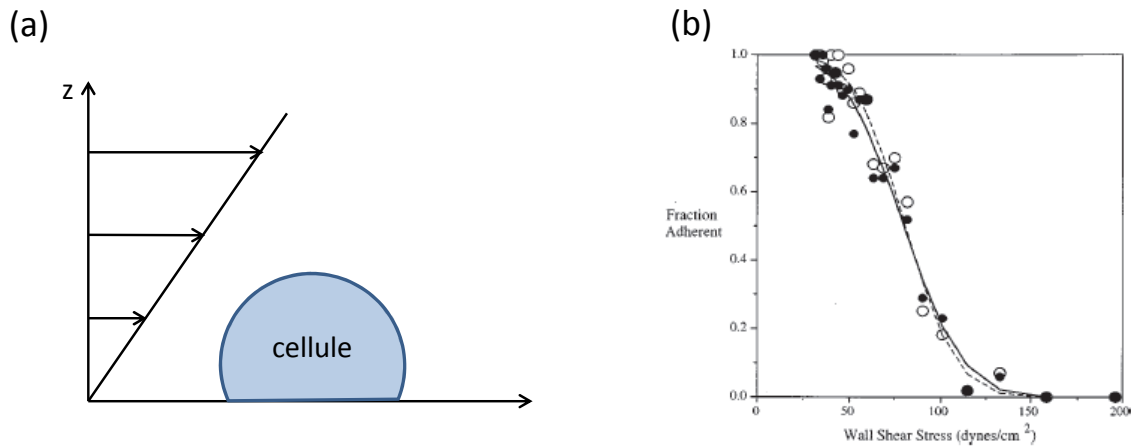 (a)
z
cellule
(b)
1.0
0.8
0.6
Fraction
Adherent
0.4
0.2
0.0
0 50 100 150 200
Wall Shear Stress (dynes/cm 2 )